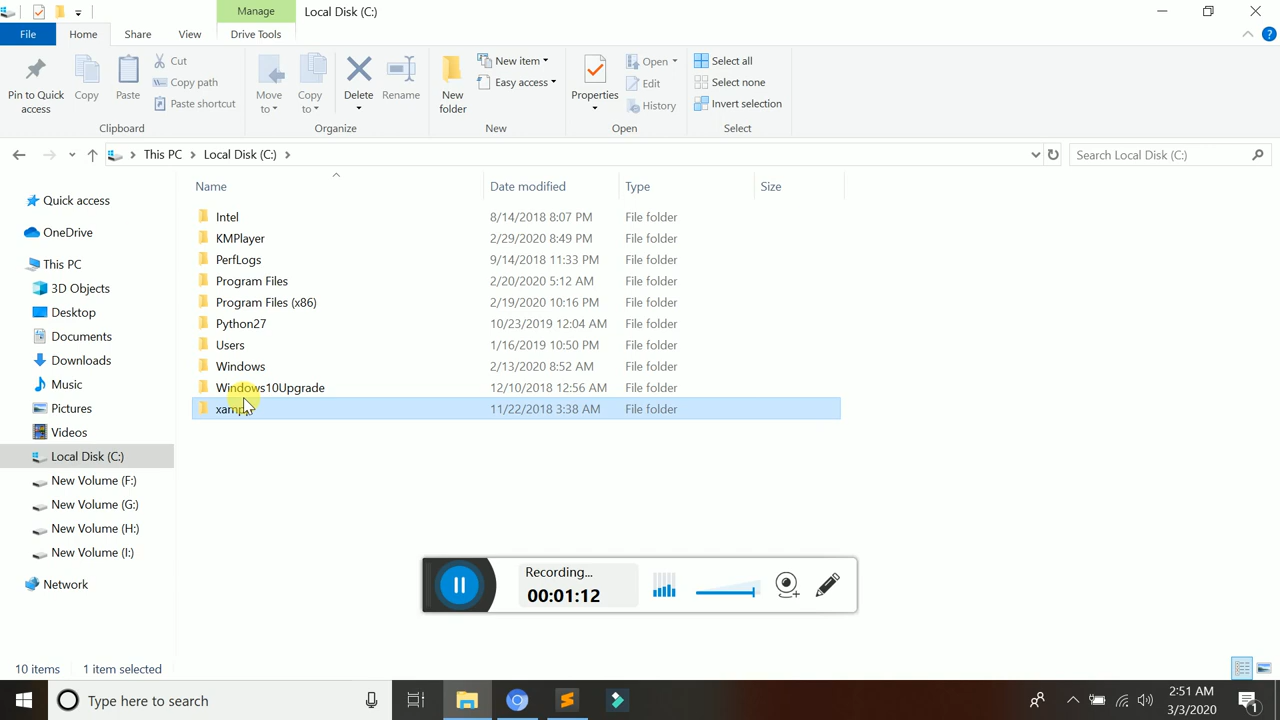 Manage
Local Disk (C:)
File
Home
Share
View
Drive Tools
Pin to Quick access
Copy
Paste
Cut
Copy path
Paste shortcut
Clipboard
Move to
Copy to
Delete
Rename
Organize
New folder
New item
Easy access
New
Properties
Open
Edit
History
Open
Select all
Select none
Invert selection
Select
This PC
Local Disk (C:)
Search Local Disk (C:)
Name Date modified Type Size
Intel 8/14/2018 8:07 PM File folder
KMPlayer 2/29/2020 8:49 PM File folder
PerfLogs 9/14/2018 11:33 PM File folder
Program Files 2/20/2020 5:12 AM File folder
Program Files (x86) 2/19/2020 10:16 PM File folder
Python27 10/23/2019 12:04 AM File folder
Users 1/16/2019 10:50 PM File folder
Windows 2/13/2020 8:52 AM File folder
Windows10Upgrade 12/10/2018 12:56 AM File folder
11/22/2018 3:38 AM File folder
Quick access
OneDrive
This PC
3D Objects
Desktop
Documents
Downloads
Music
Pictures
Videos
Local Disk (C:)
New Volume (F:)
New Volume (G:)
New Volume (H:)
New Volume (I:)
Network
Recording...
00:01:12
10 items 1 item selected
Type here to search
2:51 AM
3/3/2020
1